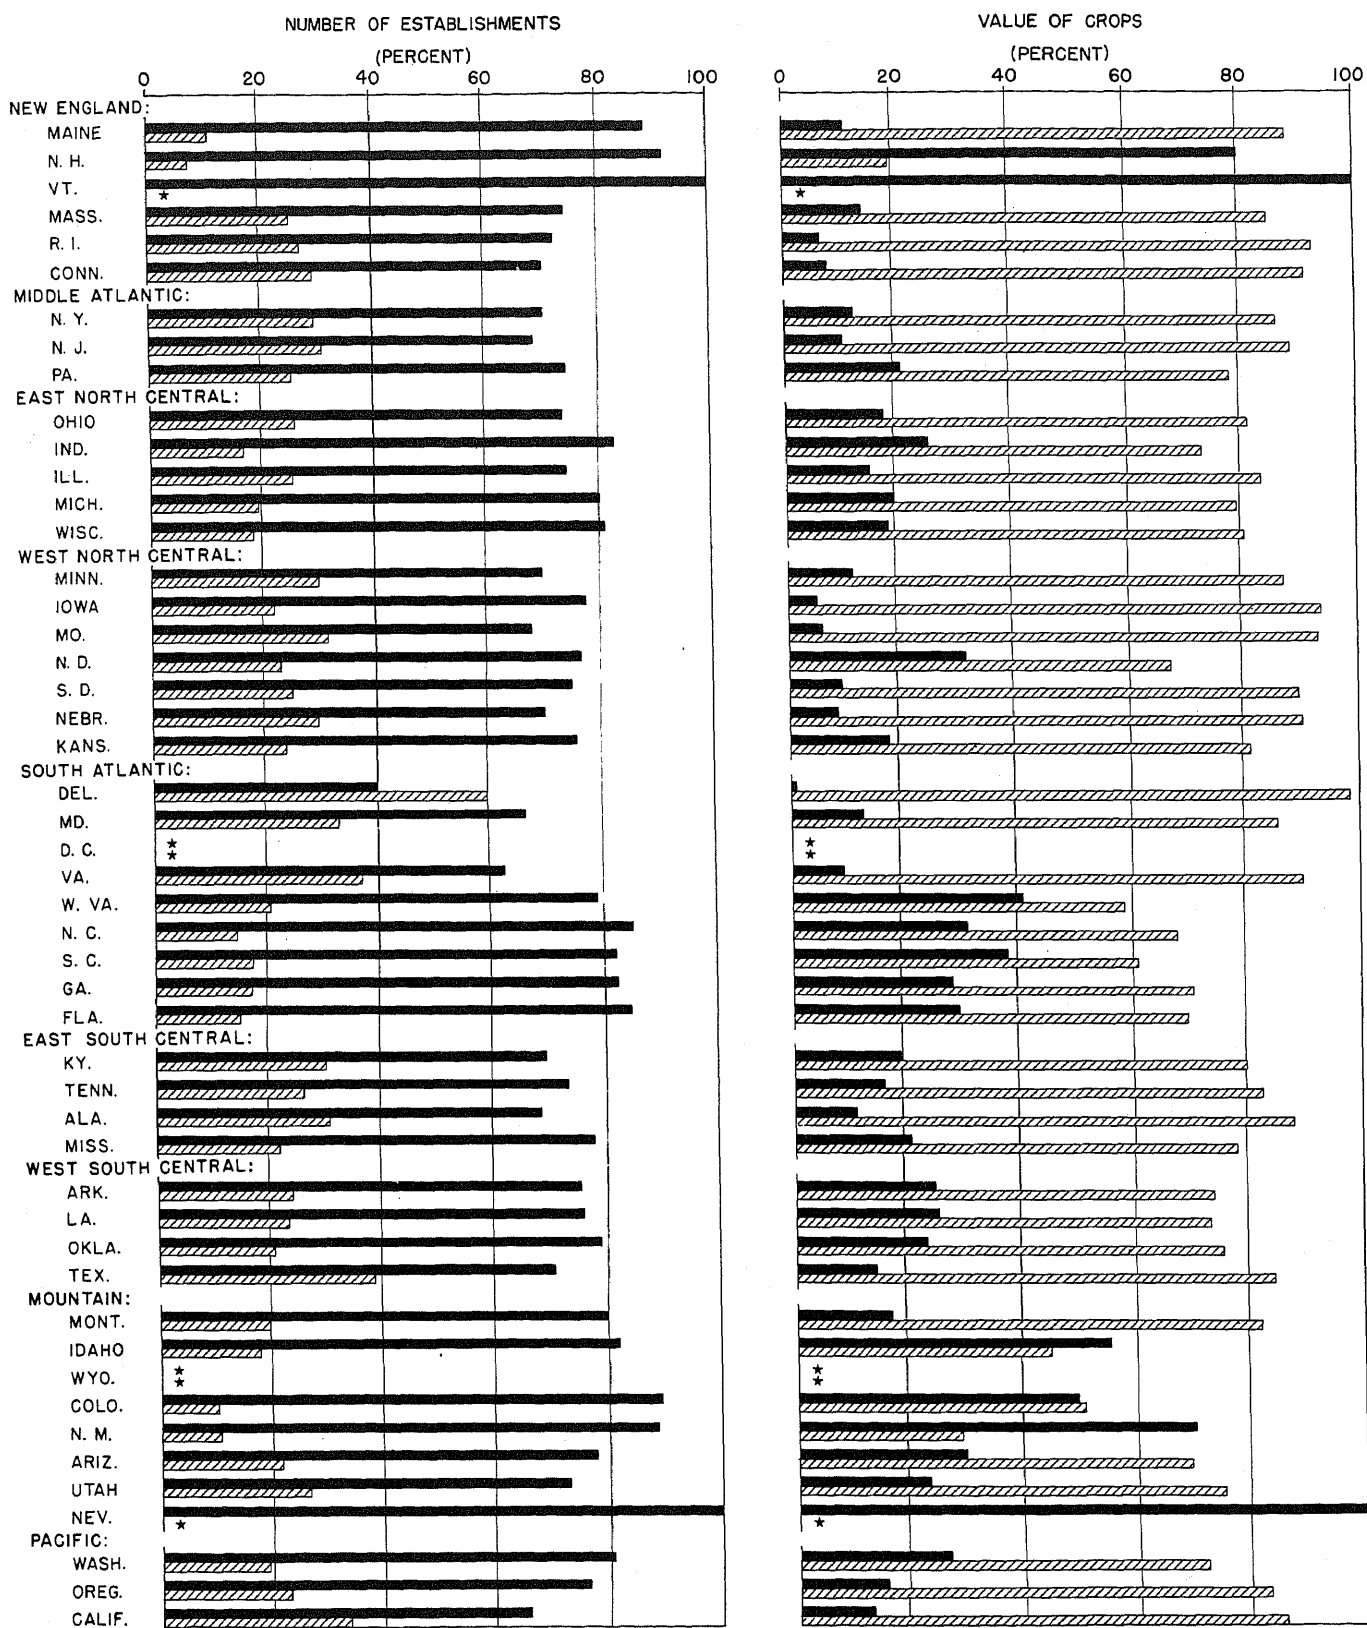 NUMBER OF ESTABLISHMENTS
(PERCENT)
0 20 40 60 80 100
VALUE OF CROPS
(PERCENT)
0 20 40 60 80 100
NEW ENGLAND:
MAINE
N. H.
VT.
★ ★
MASS.
R. I.
CONN.
MIDDLE ATLANTIC:
N. Y.
N. J.
PA.
EAST NORTH CENTRAL:
OHIO
IND.
ILL.
MICH.
WISC.
WEST NORTH CENTRAL:
MINN.
IOWA
MO.
N. D.
S. D.
NEBR.
KANS.
SOUTH ATLANTIC:
DEL.
MD.
★ ★
D. C.
★ ★
VA.
W. VA.
N. C.
S. C.
GA.
FLA.
EAST SOUTH CENTRAL:
KY.
TENN.
ALA.
MISS.
WEST SOUTH CENTRAL:
ARK.
LA.
OKLA.
TEX.
MOUNTAIN:
MONT.
IDAHO
★ ★
WYO.
★ ★
COLO.
N. M.
ARIZ.
UTAH
NEV.
★ ★
PACIFIC:
WASH.
OREG.
CALIF.